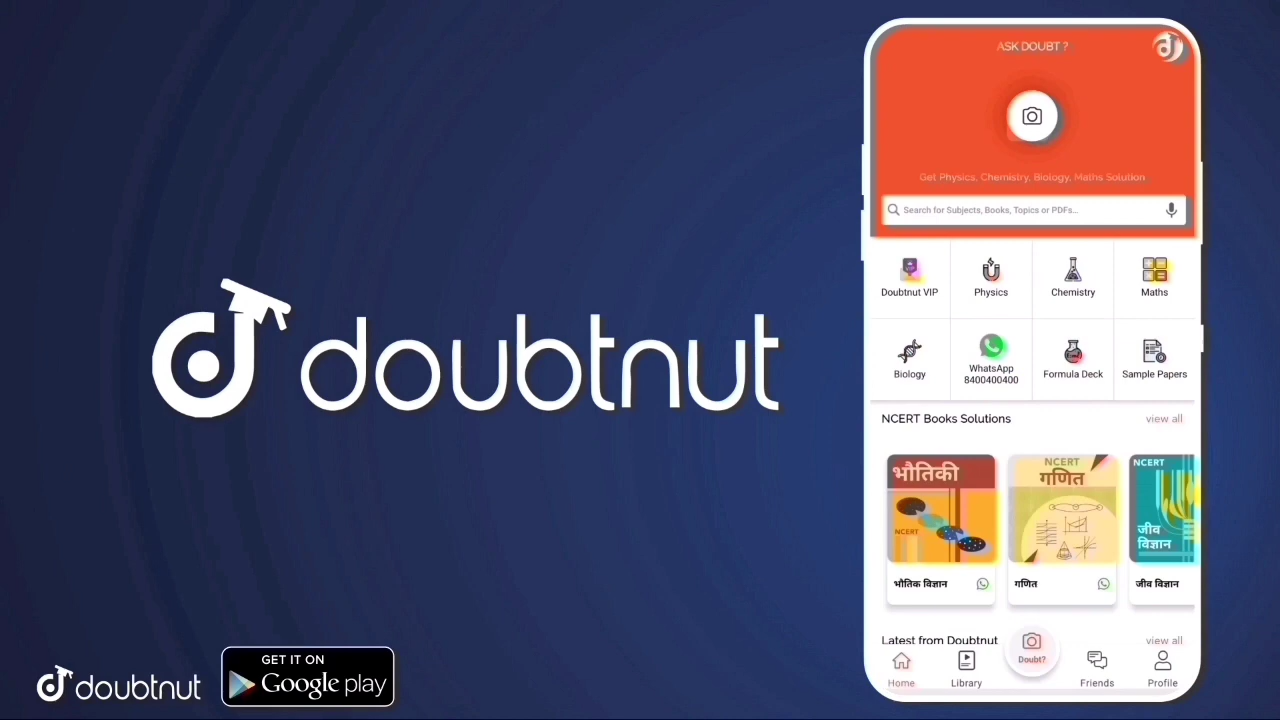 doubtnut
ASK DOUBT ?
Get Physics, Chemistry, Biology, Maths Solution
Search for Subjects, Books, Topics or PDFs...
Doubtnut VIP
Physics
Chemistry
Maths
Biology
WhatsApp
8400400400
Formula Deck
Sample Papers
NCERT Books Solutions
view all
भौतिकी
NCERT
भौतिक विज्ञान
NCERT
गणित
गणित
NCERT
जीव
विज्ञान
जीव विज्ञान
Latest from Doubtnut
view all
Doubt?
Home
Library
Friends
Profile
doubtnut
GET IT ON
Google play